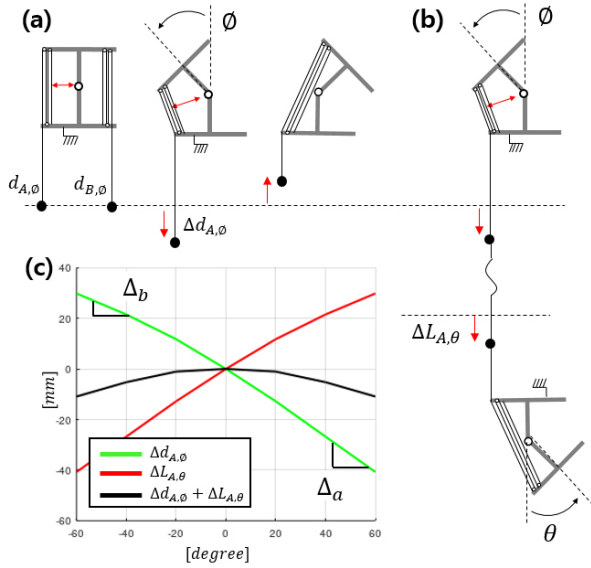 (a)
Ø
(b)
Ø
d_{A,Ø}
d_{B,Ø}
Δd_{A,Ø}
(c)
40
20
0
-20
-40
-60
[mm]
Δ_b
Δ_a
Δd_{A,Ø}
ΔL_{A,θ}
Δd_{A,Ø} + ΔL_{A,θ}
-60
-40
-20
0
20
40
60
[degree]
ΔL_{A,θ}
θ